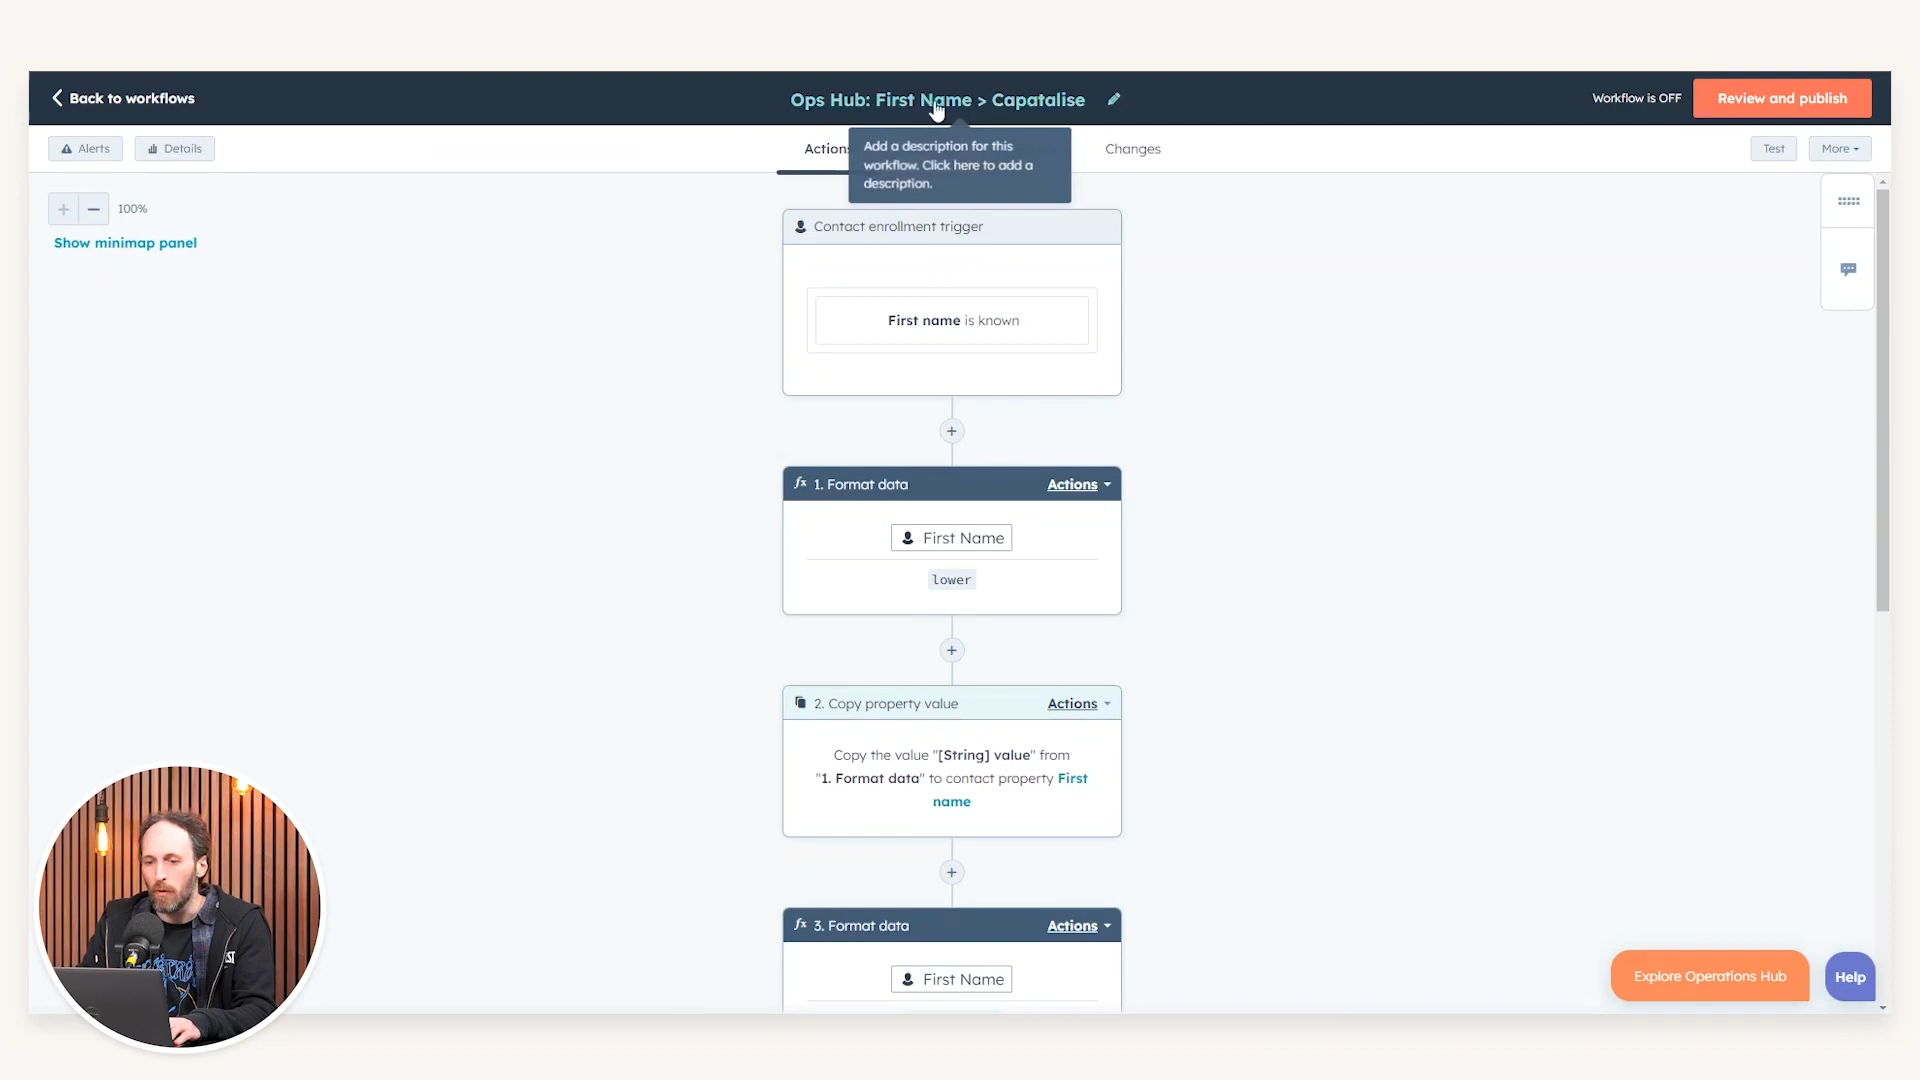 Back to workflows
Ops Hub: First Name > Capatalise
Workflow is OFF
Review and publish
Alerts
Details
Actions
Changes
Test
More
Add a description for this
workflow. Click here to add a
description.
100%
Show minimap panel
Contact enrollment trigger
First name is known
fx 1. Format data
Actions
First Name
lower
2. Copy property value
Actions
Copy the value "[String] value" from
"1. Format data" to contact property First
name
fx 3. Format data
Actions
First Name
Explore Operations Hub
Help